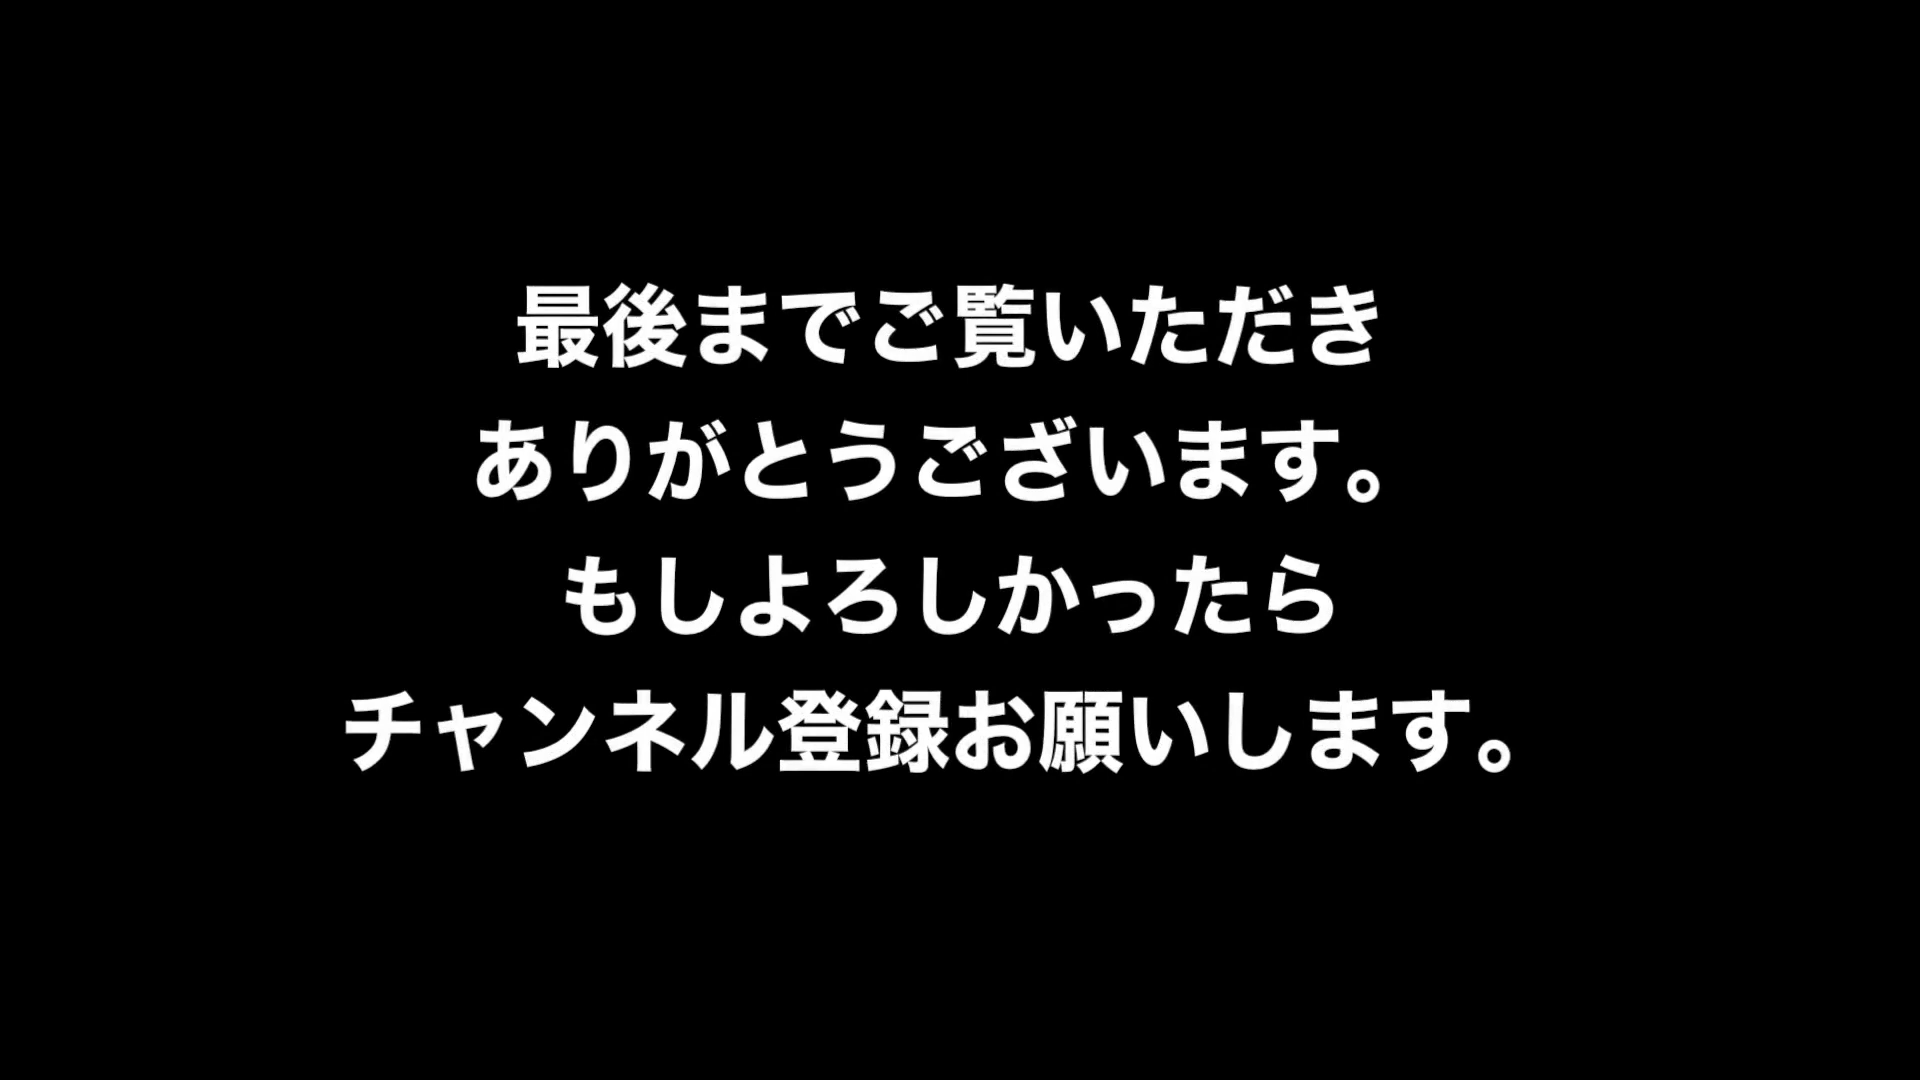 最後までご覧いただき
ありがとうございます。
もしよろしかったら
チャンネル登録お願いします。